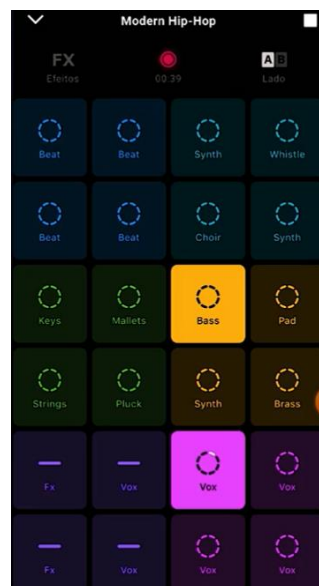 Modern Hip-Hop
FX
A B
Efeitos
00:39
Lado
Beat
Beat
Synth
Whistle
Beat
Beat
Choir
Synth
Keys
Mallets
Bass
Pad
Strings
Pluck
Synth
Brass
Fx
Vox
Vox
Vox
Fx
Vox
Vox
Vox